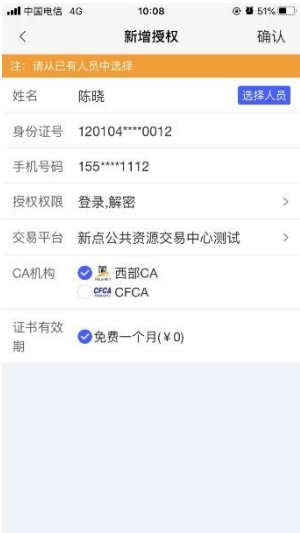 中国电信 4G 10:08 51%
新增授权 确认
注：请从已有人员中选择
姓名 陈晓 选择人员
身份证号 120104****0012
手机号码 155****1112
授权权限 登录,解密
交易平台 新点公共资源交易中心测试
CA机构 西部CA
CFCA CFCA
证书有效期 免费一个月(￥0)